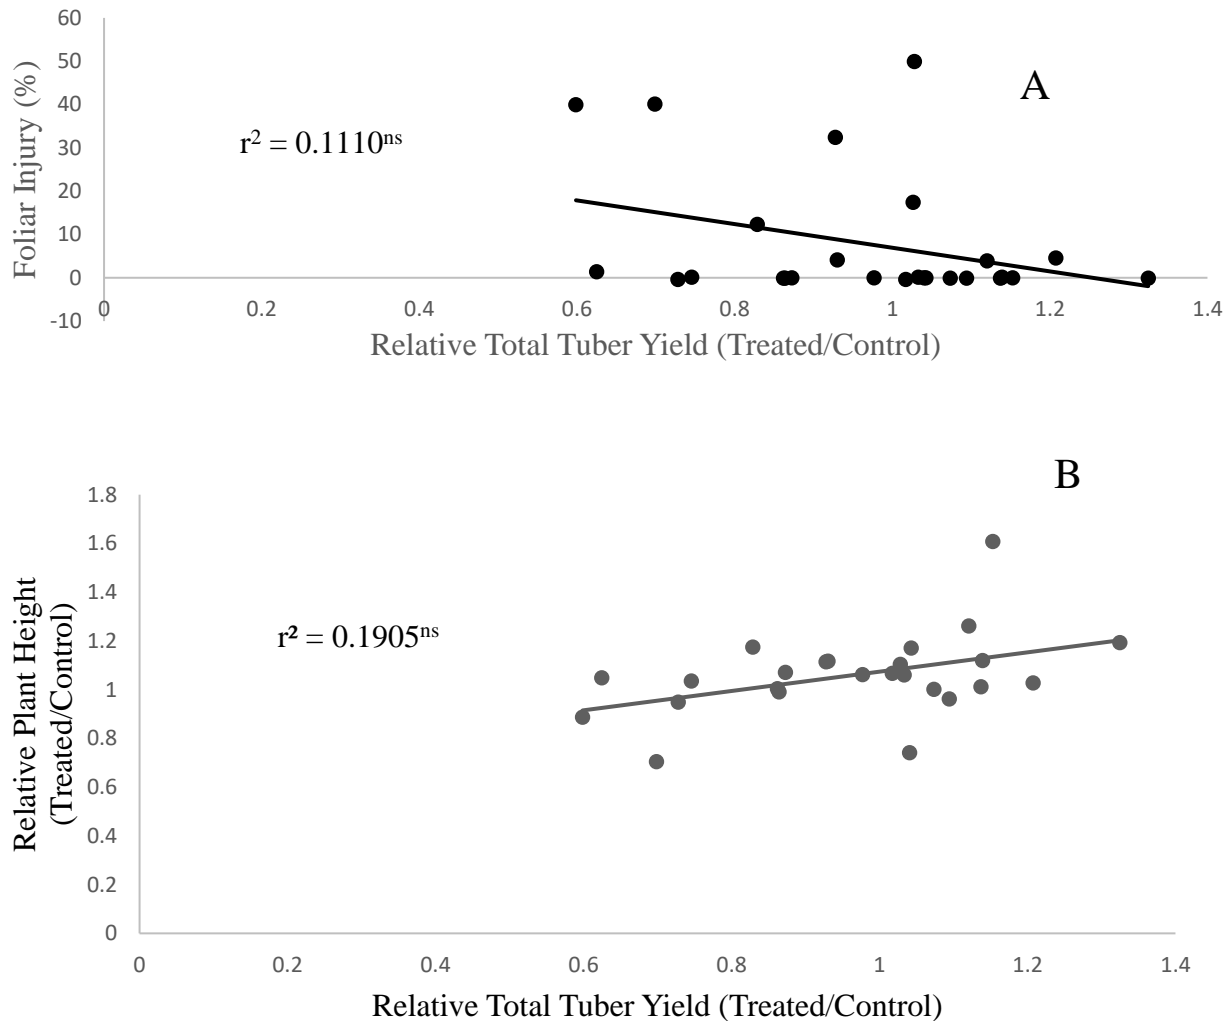 60
50
40
30
20
10
0
-10
Foliar Injury (%)
A
r² = 0.1110ⁿˢ
0 0.2 0.4 0.6 0.8 1 1.2 1.4
Relative Total Tuber Yield (Treated/Control)
B
1.8
1.6
1.4
1.2
1
0.8
0.6
0.4
0.2
0
Relative Plant Height
(Treated/Control)
r² = 0.1905ⁿˢ
0 0.2 0.4 0.6 0.8 1 1.2 1.4
Relative Total Tuber Yield (Treated/Control)